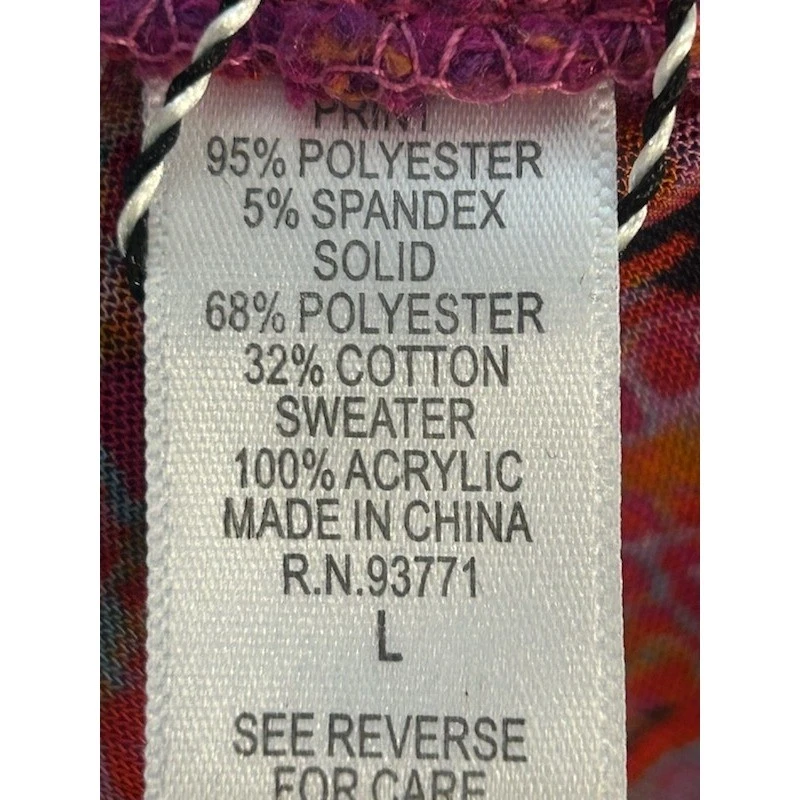 PRINT
95% POLYESTER
5% SPANDEX
SOLID
68% POLYESTER
32% COTTON
SWEATER
100% ACRYLIC
MADE IN CHINA
R.N.93771
L
SEE REVERSE
FOR CARE